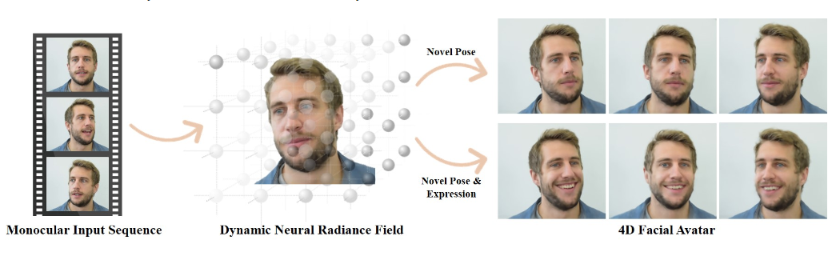 Novel Pose
Novel Pose &
Expression
Monocular Input Sequence
Dynamic Neural Radiance Field
4D Facial Avatar